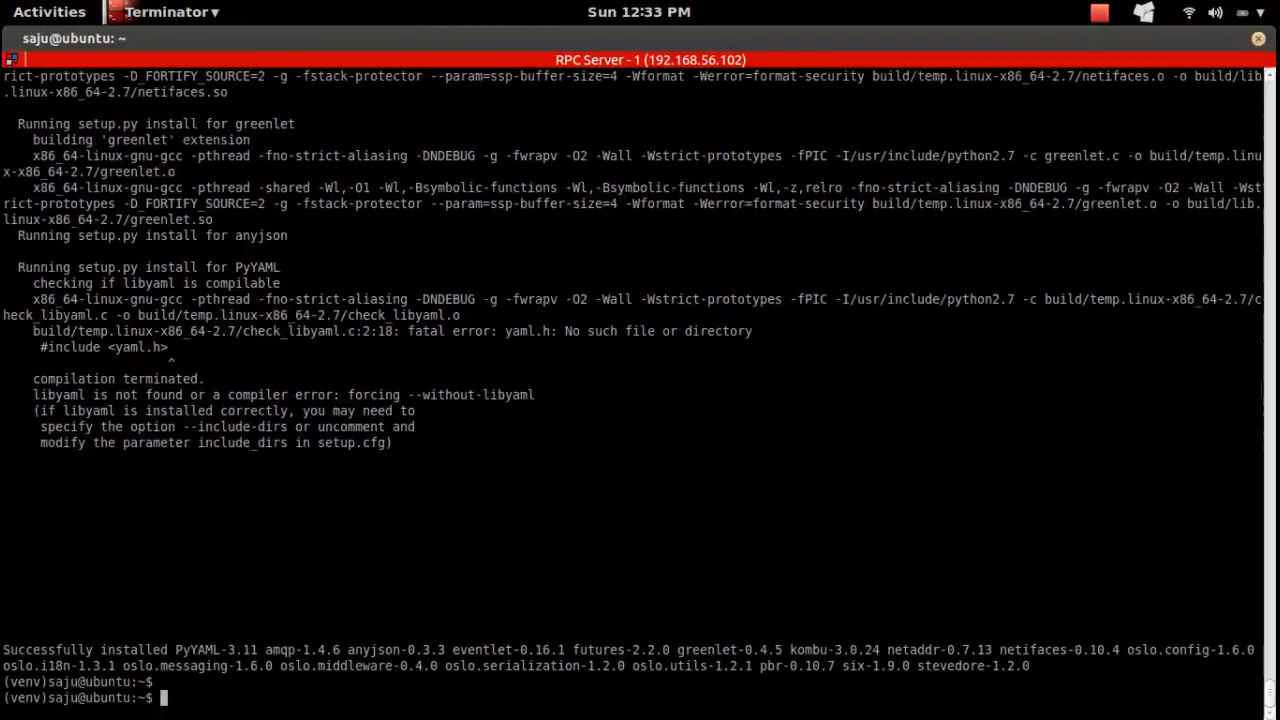 Activities Terminator▾ Sun 12:33 PM
saju@ubuntu: ~
RPC Server - 1 (192.168.56.102)
rict-prototypes -D_FORTIFY_SOURCE=2 -g -fstack-protector --param=ssp-buffer-size=4 -Wformat -Werror=format-security build/temp.linux-x86_64-2.7/netifaces.o -o build/lib
.linux-x86_64-2.7/netifaces.so
Running setup.py install for greenlet
building 'greenlet' extension
x86_64-linux-gnu-gcc -pthread -fno-strict-aliasing -DNDEBUG -g -fwrapv -O2 -Wall -Wstrict-prototypes -fPIC -I/usr/include/python2.7 -c greenlet.c -o build/temp.linu
x-x86_64-2.7/greenlet.o
x86_64-linux-gnu-gcc -pthread -shared -Wl,-O1 -Wl,-Bsymbolic-functions -Wl,-Bsymbolic-functions -Wl,-z,relro -fno-strict-aliasing -DNDEBUG -g -fwrapv -O2 -Wall -Wst
rict-prototypes -D_FORTIFY_SOURCE=2 -g -fstack-protector --param=ssp-buffer-size=4 -Wformat -Werror=format-security build/temp.linux-x86_64-2.7/greenlet.o -o build/lib.
linux-x86_64-2.7/greenlet.so
Running setup.py install for anyjson
Running setup.py install for PyYAML
checking if libyaml is compilable
x86_64-linux-gnu-gcc -pthread -fno-strict-aliasing -DNDEBUG -g -fwrapv -O2 -Wall -Wstrict-prototypes -fPIC -I/usr/include/python2.7 -c build/temp.linux-x86_64-2.7/c
heck_libyaml.c -o build/temp.linux-x86_64-2.7/check_libyaml.o
build/temp.linux-x86_64-2.7/check_libyaml.c:2:18: fatal error: yaml.h: No such file or directory
#include <yaml.h>
^
compilation terminated.
libyaml is not found or a compiler error: forcing --without-libyaml
(if libyaml is installed correctly, you may need to
specify the option --include-dirs or uncomment and
modify the parameter include_dirs in setup.cfg)
Successfully installed PyYAML-3.11 amqp-1.4.6 anyjson-0.3.3 eventlet-0.16.1 futures-2.2.0 greenlet-0.4.5 kombu-3.0.24 netaddr-0.7.13 netifaces-0.10.4 oslo.config-1.6.0
oslo.i18n-1.3.1 oslo.messaging-1.6.0 oslo.middleware-0.4.0 oslo.serialization-1.2.0 oslo.utils-1.2.1 pbr-0.10.7 six-1.9.0 stevedore-1.2.0
(venv)saju@ubuntu:~$
(venv)saju@ubuntu:~$